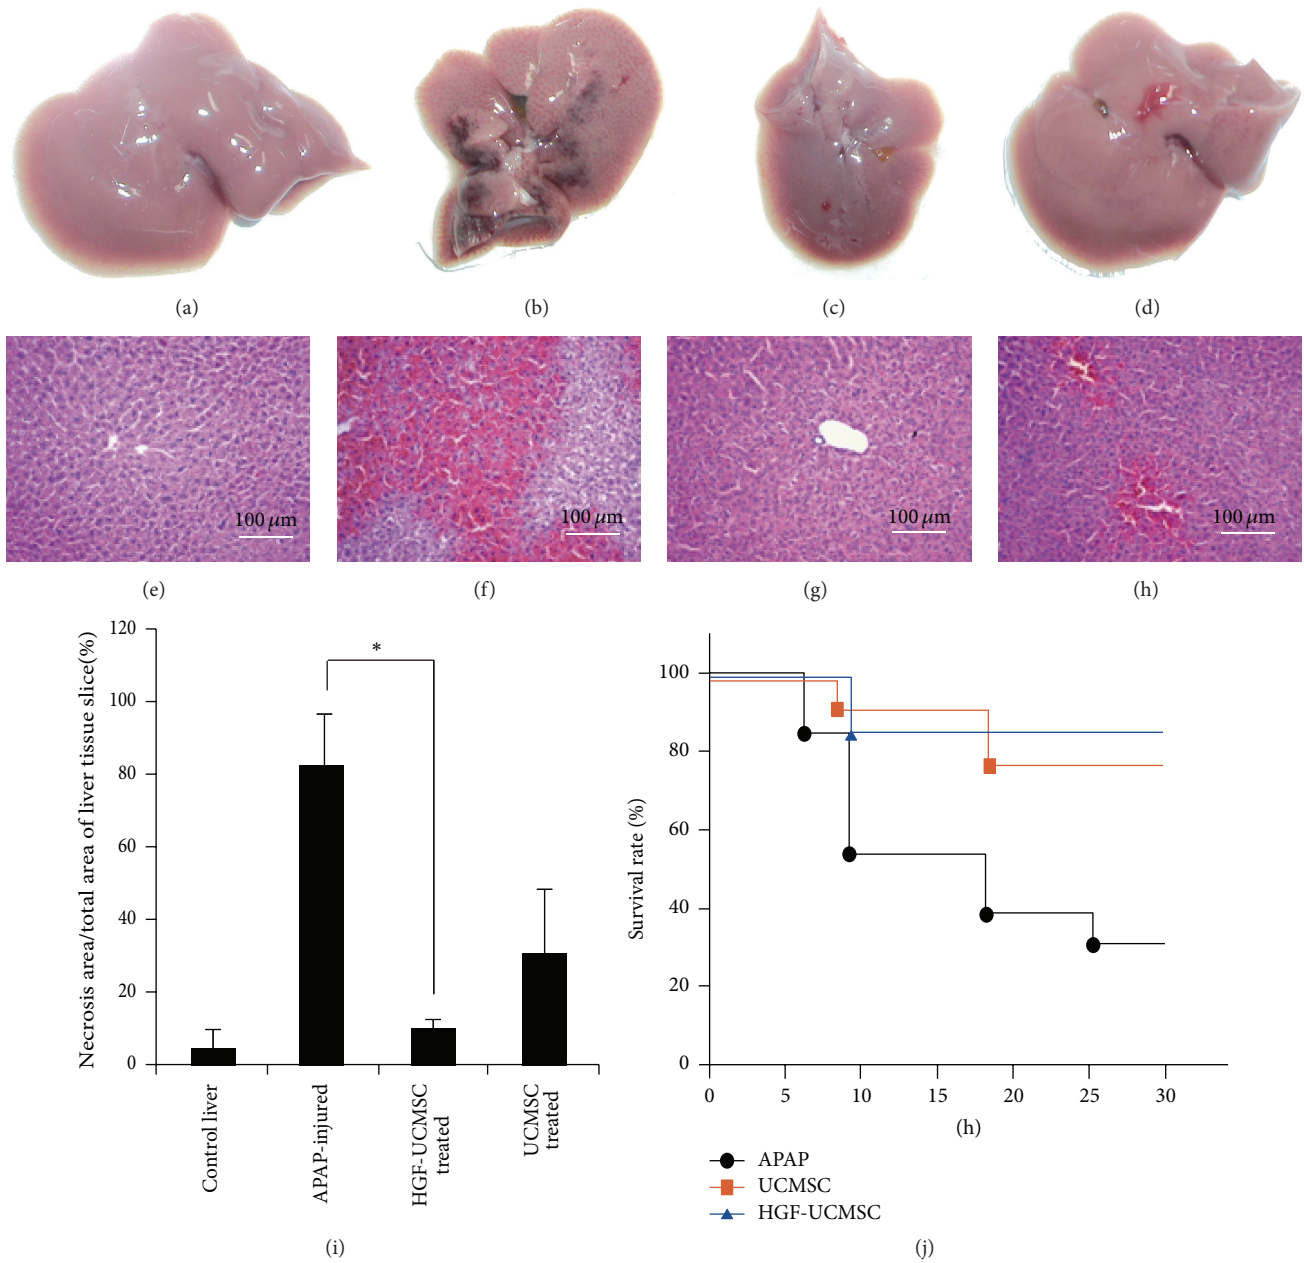 (a)
(b)
(c)
(d)
100 μm
100 μm
100 μm
100 μm
(e)
(f)
(g)
(h)
Necrosis area/total area of liver tissue slice(%)
120
100
80
60
40
20
0
*
Control liver
APAP-injured
HGF-UCMSC
treated
UCMSC
treated
(i)
Survival rate (%)
100
80
60
40
20
0
0 5 10 15 20 25 30
(h)
APAP
UCMSC
HGF-UCMSC
(j)